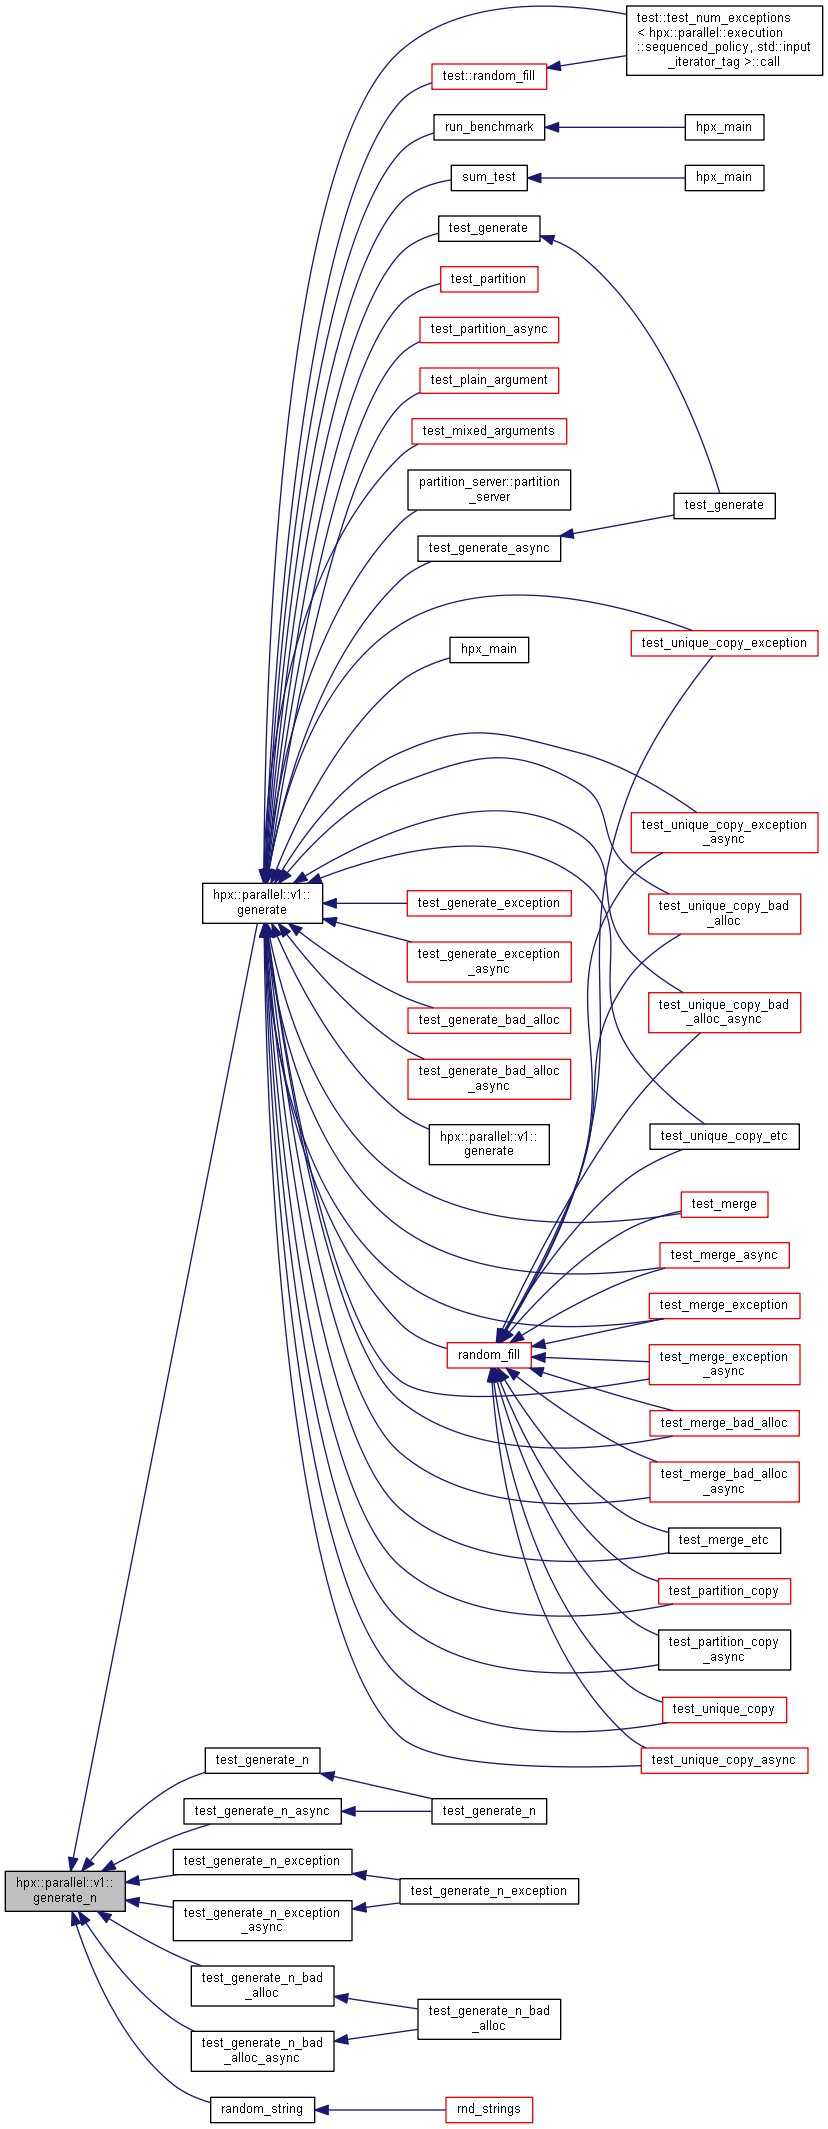 test::test_num_exceptions
< hpx::parallel::execution
::sequenced_policy, std::input
_iterator_tag >::call
test::random_fill
run_benchmark
hpx_main
sum_test
hpx_main
test_generate
test_partition
test_partition_async
test_plain_argument
test_mixed_arguments
partition_server::partition
_server
test_generate
test_generate_async
hpx_main
test_unique_copy_exception
test_unique_copy_exception
_async
hpx::parallel::v1::
generate
test_generate_exception
test_unique_copy_bad
_alloc
test_generate_exception
_async
test_generate_bad_alloc
test_unique_copy_bad
_alloc_async
test_generate_bad_alloc
_async
hpx::parallel::v1::
generate
test_unique_copy_etc
test_merge
test_merge_async
test_merge_exception
random_fill
test_merge_exception
_async
test_merge_bad_alloc
test_merge_bad_alloc
_async
test_merge_etc
test_partition_copy
test_partition_copy
_async
test_unique_copy
test_unique_copy_async
test_generate_n
test_generate_n_async
test_generate_n
hpx::parallel::v1::
generate_n
test_generate_n_exception
test_generate_n_exception
test_generate_n_exception
_async
test_generate_n_bad
_alloc
test_generate_n_bad
_alloc
test_generate_n_bad
_alloc_async
random_string
rnd_strings